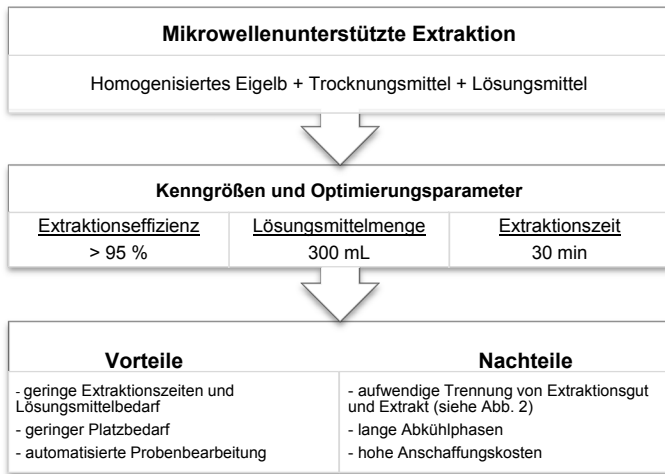 Mikrowellenunterstützte Extraktion
Homogenisiertes Eigelb + Trocknungsmittel + Lösungsmittel
Kenngrößen und Optimierungsparameter
Extraktionseffizienz
> 95 %
Lösungsmittelmenge
300 mL
Extraktionszeit
30 min
Vorteile
- geringe Extraktionszeiten und
Lösungsmittelbedarf
- geringer Platzbedarf
- automatisierte Probenbearbeitung
Nachteile
- aufwendige Trennung von Extraktionsgut
und Extrakt (siehe Abb. 2)
- lange Abkühlphasen
- hohe Anschaffungskosten